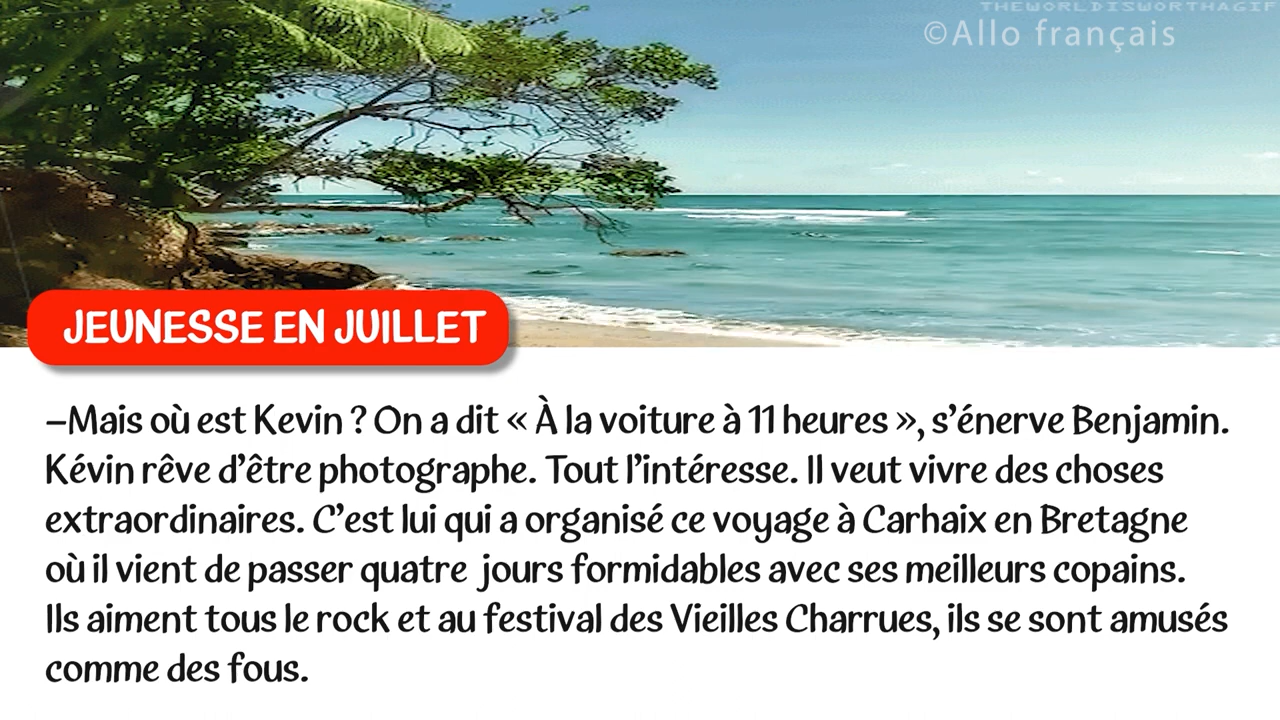 THEWORLDISWORTHAGIF
©Allo français
JEUNESSE EN JUILLET
–Mais où est Kevin ? On a dit « À la voiture à 11 heures », s’énerve Benjamin.
Kévin rêve d’être photographe. Tout l’intéresse. Il veut vivre des choses
extraordinaires. C’est lui qui a organisé ce voyage à Carhaix en Bretagne
où il vient de passer quatre jours formidables avec ses meilleurs copains.
Ils aiment tous le rock et au festival des Vieilles Charrues, ils se sont amusés
comme des fous.